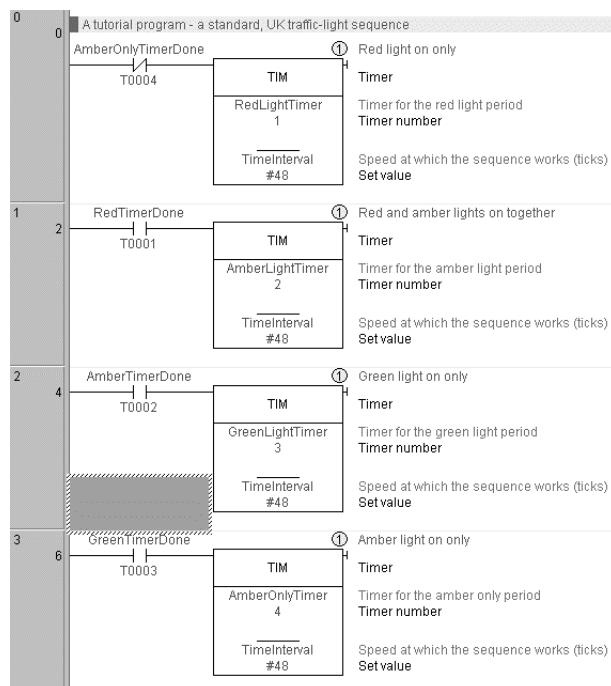 0
A tutorial program - a standard, UK traffic-light sequence
0
AmberOnlyTimerDone
1 Red light on only
T0004
TIM
Timer
RedLightTimer
Timer for the red light period
1
Timer number
TimeInterval
Speed at which the sequence works (ticks)
#48
Set value
1
RedTimerDone
1 Red and amber lights on together
2
T0001
TIM
Timer
AmberLightTimer
Timer for the amber light period
2
Timer number
TimeInterval
Speed at which the sequence works (ticks)
#48
Set value
2
AmberTimerDone
1 Green light on only
4
T0002
TIM
Timer
GreenLightTimer
Timer for the green light period
3
Timer number
TimeInterval
Speed at which the sequence works (ticks)
#48
Set value
3
GreenTimerDone
1 Amber light on only
6
T0003
TIM
Timer
AmberOnlyTimer
Timer for the amber only period
4
Timer number
TimeInterval
Speed at which the sequence works (ticks)
#48
Set value